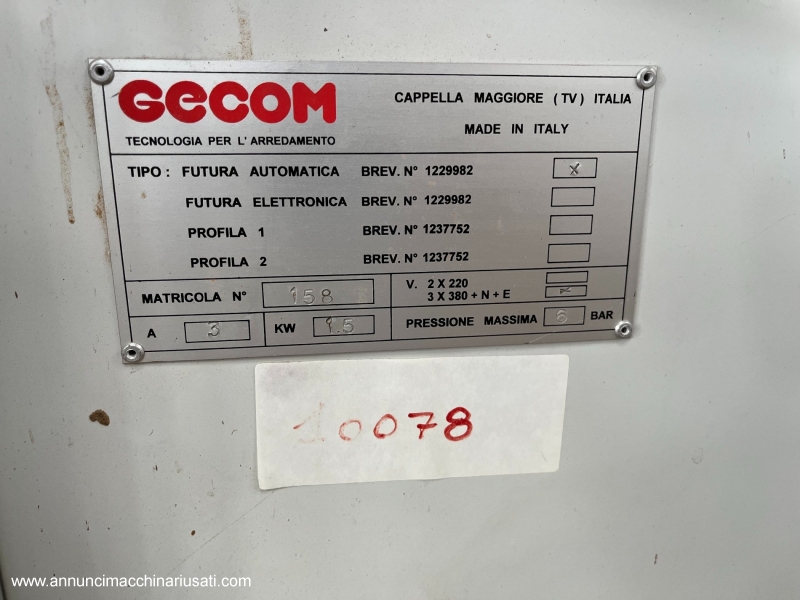 GECOM
CAPPELLA MAGGIORE (TV) ITALIA
TECNOLOGIA PER L'ARREDAMENTO
MADE IN ITALY
TIPO: FUTURA AUTOMATICA BREV. N° 1229982 X
FUTURA ELETTRONICA BREV. N° 1229982
PROFILA 1 BREV. N° 1237752
PROFILA 2 BREV. N° 1237752
MATRICOLA N° 158
V. 2 X 220
3 X 380 + N + E X
A 3 KW 1.5 PRESSIONE MASSIMA 6 BAR
10078
www.annuncimacchinariusati.com